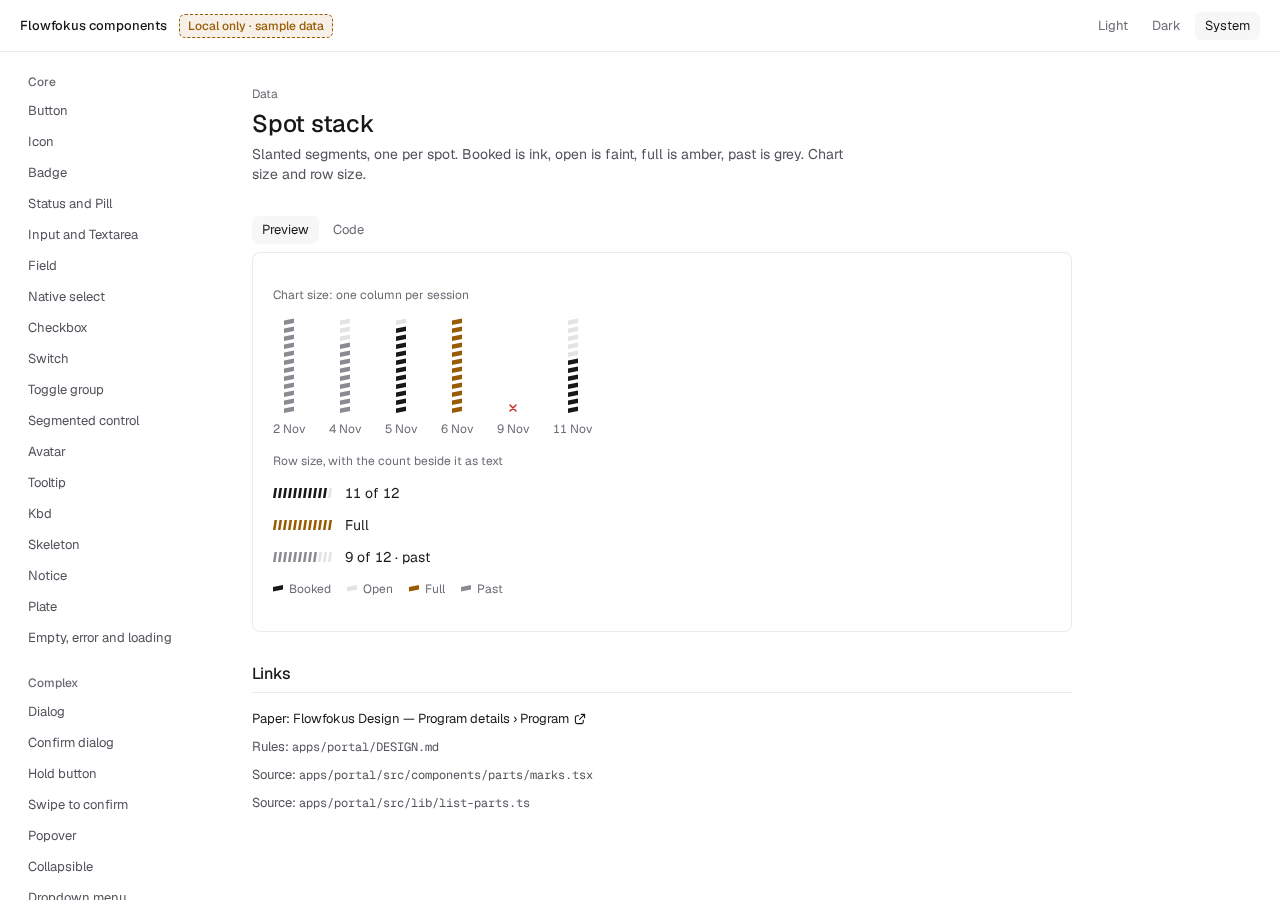 Flowfokus components
Local only · sample data
Light
Dark
System
Core
Button
Icon
Badge
Status and Pill
Input and Textarea
Field
Native select
Checkbox
Switch
Toggle group
Segmented control
Avatar
Tooltip
Kbd
Skeleton
Notice
Plate
Empty, error and loading
Complex
Dialog
Confirm dialog
Hold button
Swipe to confirm
Popover
Collapsible
Dropdown menu
Data
Spot stack
Slanted segments, one per spot. Booked is ink, open is faint, full is amber, past is grey. Chart
size and row size.
Preview
Code
Chart size: one column per session
2 Nov
4 Nov
5 Nov
6 Nov
9 Nov
11 Nov
Row size, with the count beside it as text
11 of 12
Full
9 of 12 · past
Booked
Open
Full
Past
Links
Paper: Flowfokus Design — Program details › Program
Rules: apps/portal/DESIGN.md
Source: apps/portal/src/components/parts/marks.tsx
Source: apps/portal/src/lib/list-parts.ts